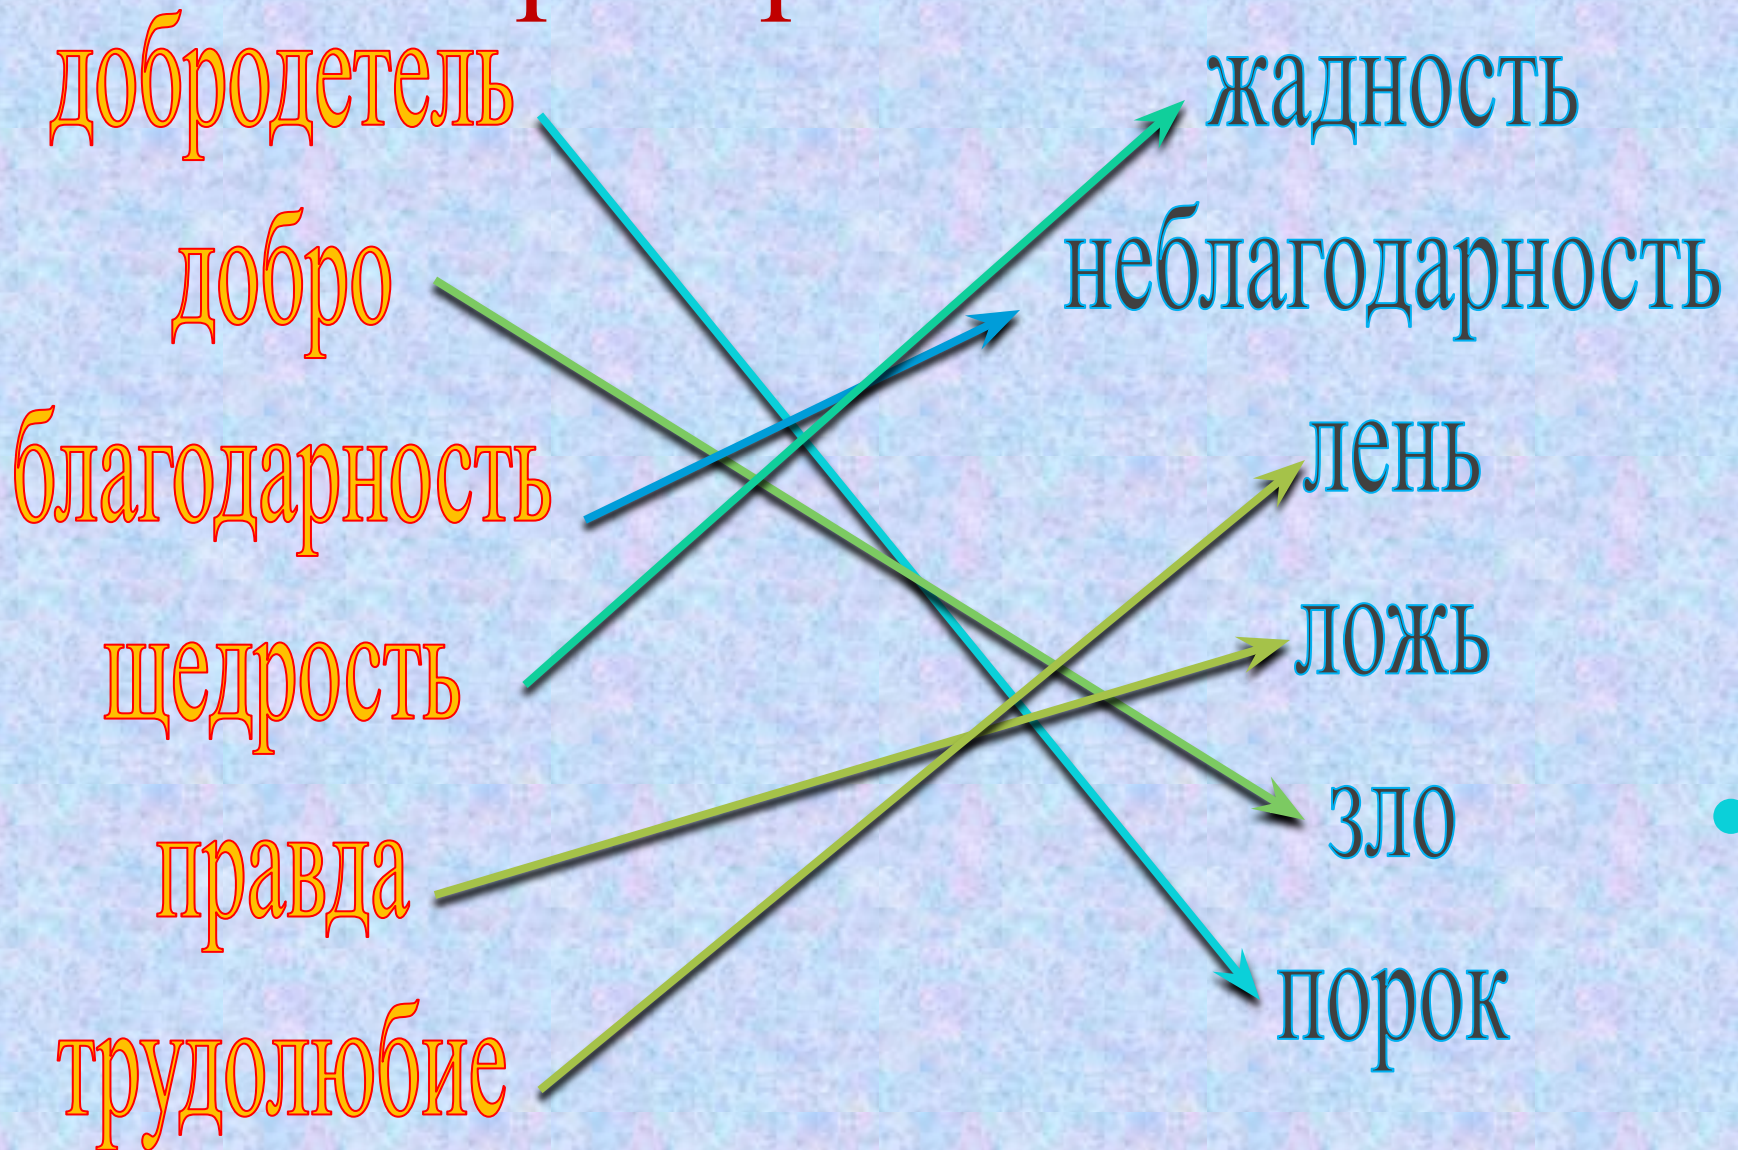 добродетель
добро
благодарность
щедрость
правда
трудолюбие
жадность
неблагодарность
лень
ложь
зло
порок